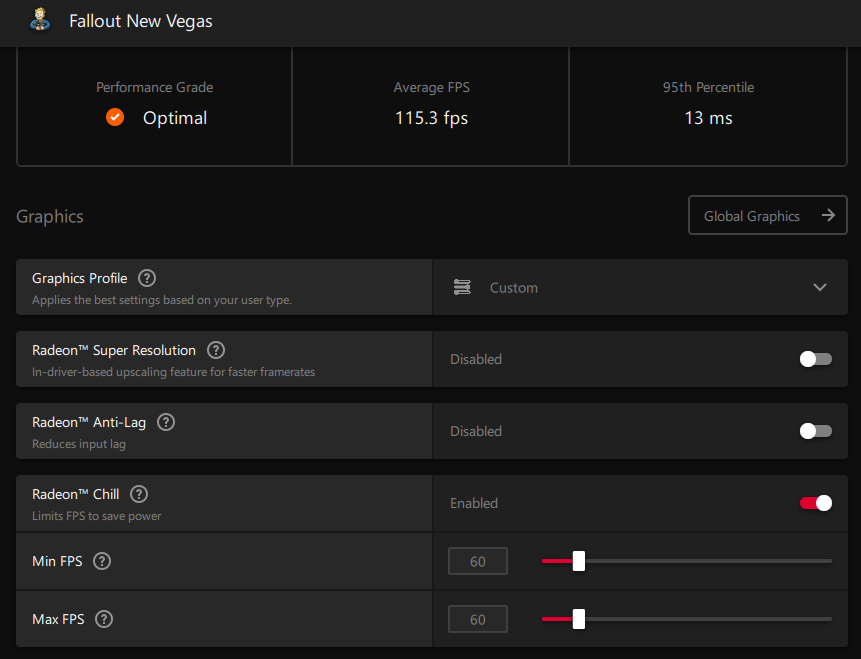 Fallout New Vegas
Performance Grade
Optimal
Average FPS
115.3 fps
95th Percentile
13 ms
Graphics
Global Graphics
Graphics Profile ?
Applies the best settings based on your user type.
Custom
Radeon™ Super Resolution ?
In-driver-based upscaling feature for faster framerates
Disabled
Radeon™ Anti-Lag ?
Reduces input lag
Disabled
Radeon™ Chill ?
Limits FPS to save power
Enabled
Min FPS ?
60
Max FPS ?
60